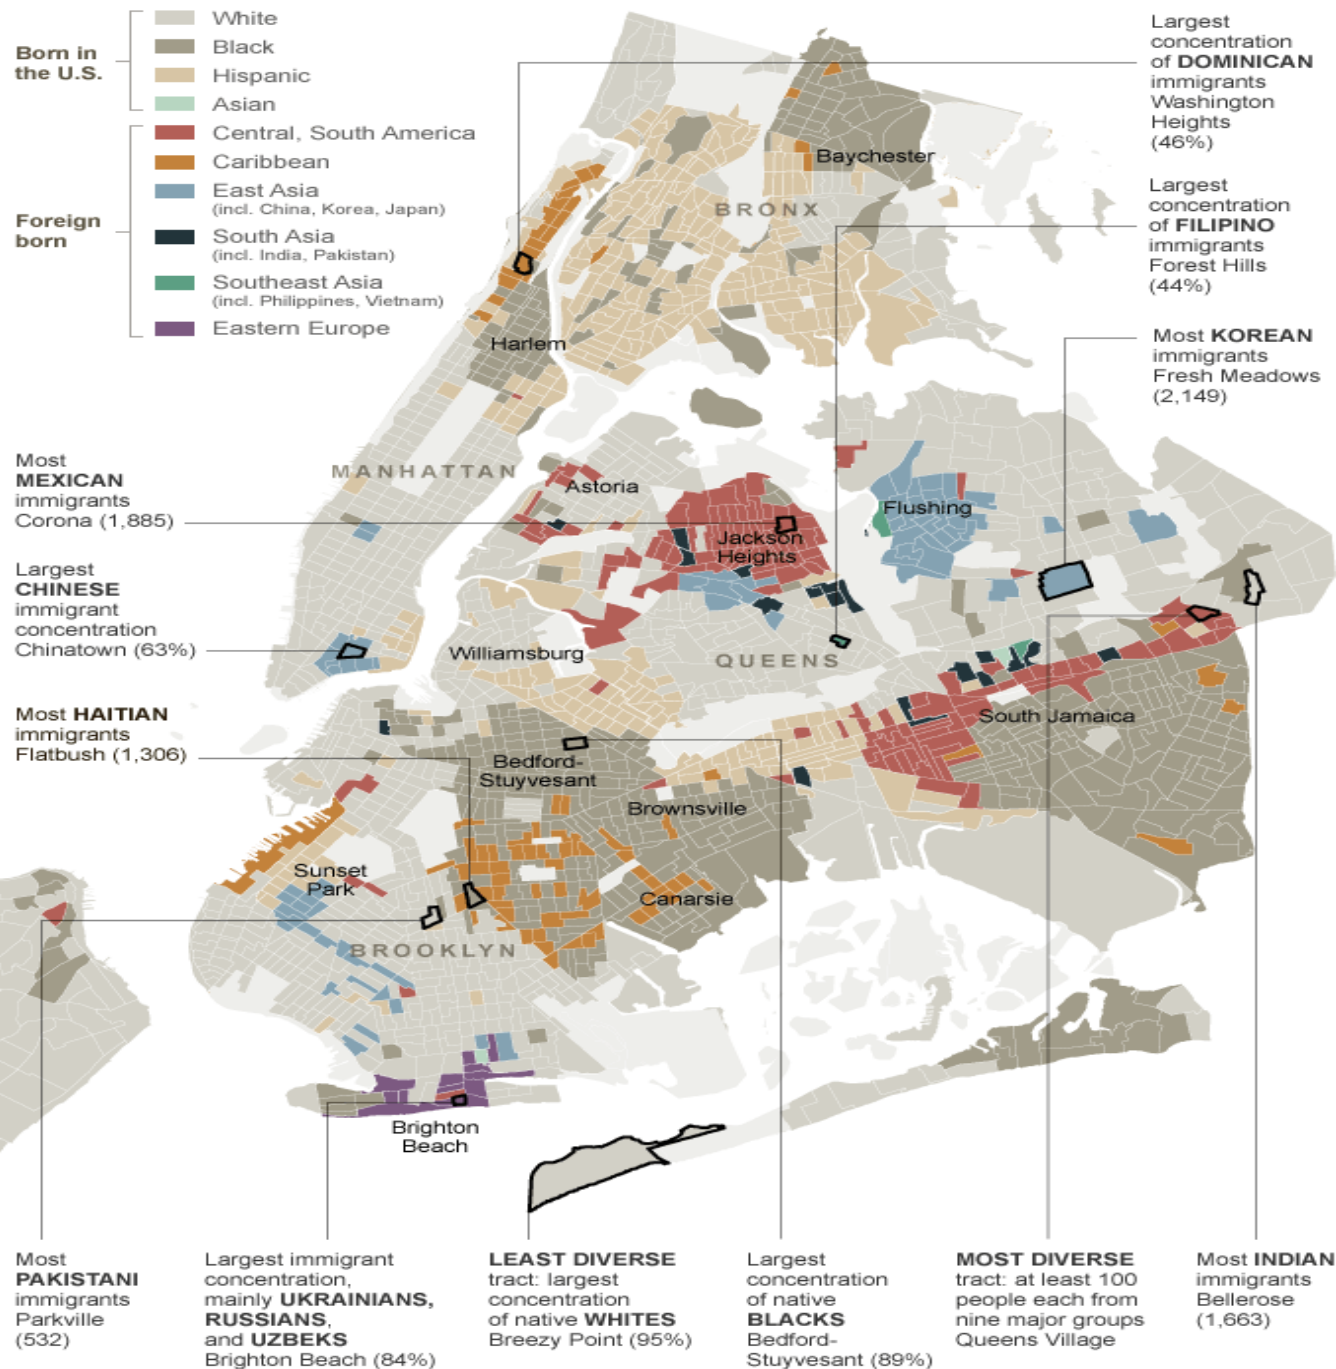 Born in
the U.S.
White
Black
Hispanic
Asian
Foreign
born
Central, South America
Caribbean
East Asia
(incl. China, Korea, Japan)
South Asia
(incl. India, Pakistan)
Southeast Asia
(incl. Philippines, Vietnam)
Eastern Europe
Largest
concentration
of DOMINICAN
immigrants
Washington
Heights
(46%)
Largest
concentration
of FILIPINO
immigrants
Forest Hills
(44%)
Most KOREAN
immigrants
Fresh Meadows
(2,149)
Most
MEXICAN
immigrants
Corona (1,885)
Largest
CHINESE
immigrant
concentration
Chinatown (63%)
Most HAITIAN
immigrants
Flatbush (1,306)
Baychester
BRONX
Harlem
MANHATTAN
Astoria
Flushing
Jackson
Heights
Williamsburg
QUEENS
South Jamaica
Bedford-
Stuyvesant
Brownsville
Sunset
Park
Canarsie
BROOKLYN
Brighton
Beach
Most
PAKISTANI
immigrants
Parkville
(532)
Largest immigrant
concentration,
mainly UKRAINIANS,
RUSSIANS,
and UZBEKS
Brighton Beach (84%)
LEAST DIVERSE
tract: largest
concentration
of native WHITES
Breezy Point (95%)
Largest
concentration
of native
BLACKS
Bedford-
Stuyvesant (89%)
MOST DIVERSE
tract: at least 100
people each from
nine major groups
Queens Village
Most INDIAN
immigrants
Bellerose
(1,663)